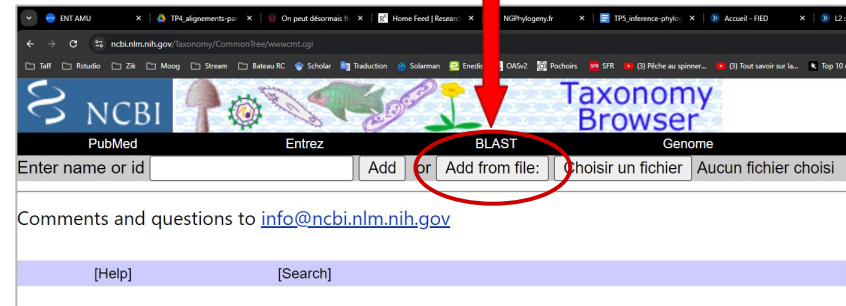 ENT AMU TP4_alignements-par On peut désormais fi Home Feed | Researc NGPhylogeny.fr TP5_inference-phylog Accueil - FIED L2 :
ncbi.nlm.nih.gov/Taxonomy/CommonTree/wwwcmt.cgi
Taff Rstudio Zik Moog Stream Bateau RC Scholar Traduction Solarman Enedis OASv2 Pochoirs SFR (3) Pêche au spinner... (3) Tout savoir sur la... Top 10
NCBI Taxonomy
Browser
PubMed Entrez BLAST Genome
Enter name or id Add or Add from file: Choisir un fichier Aucun fichier choisi
Comments and questions to info@ncbi.nlm.nih.gov
[Help] [Search]